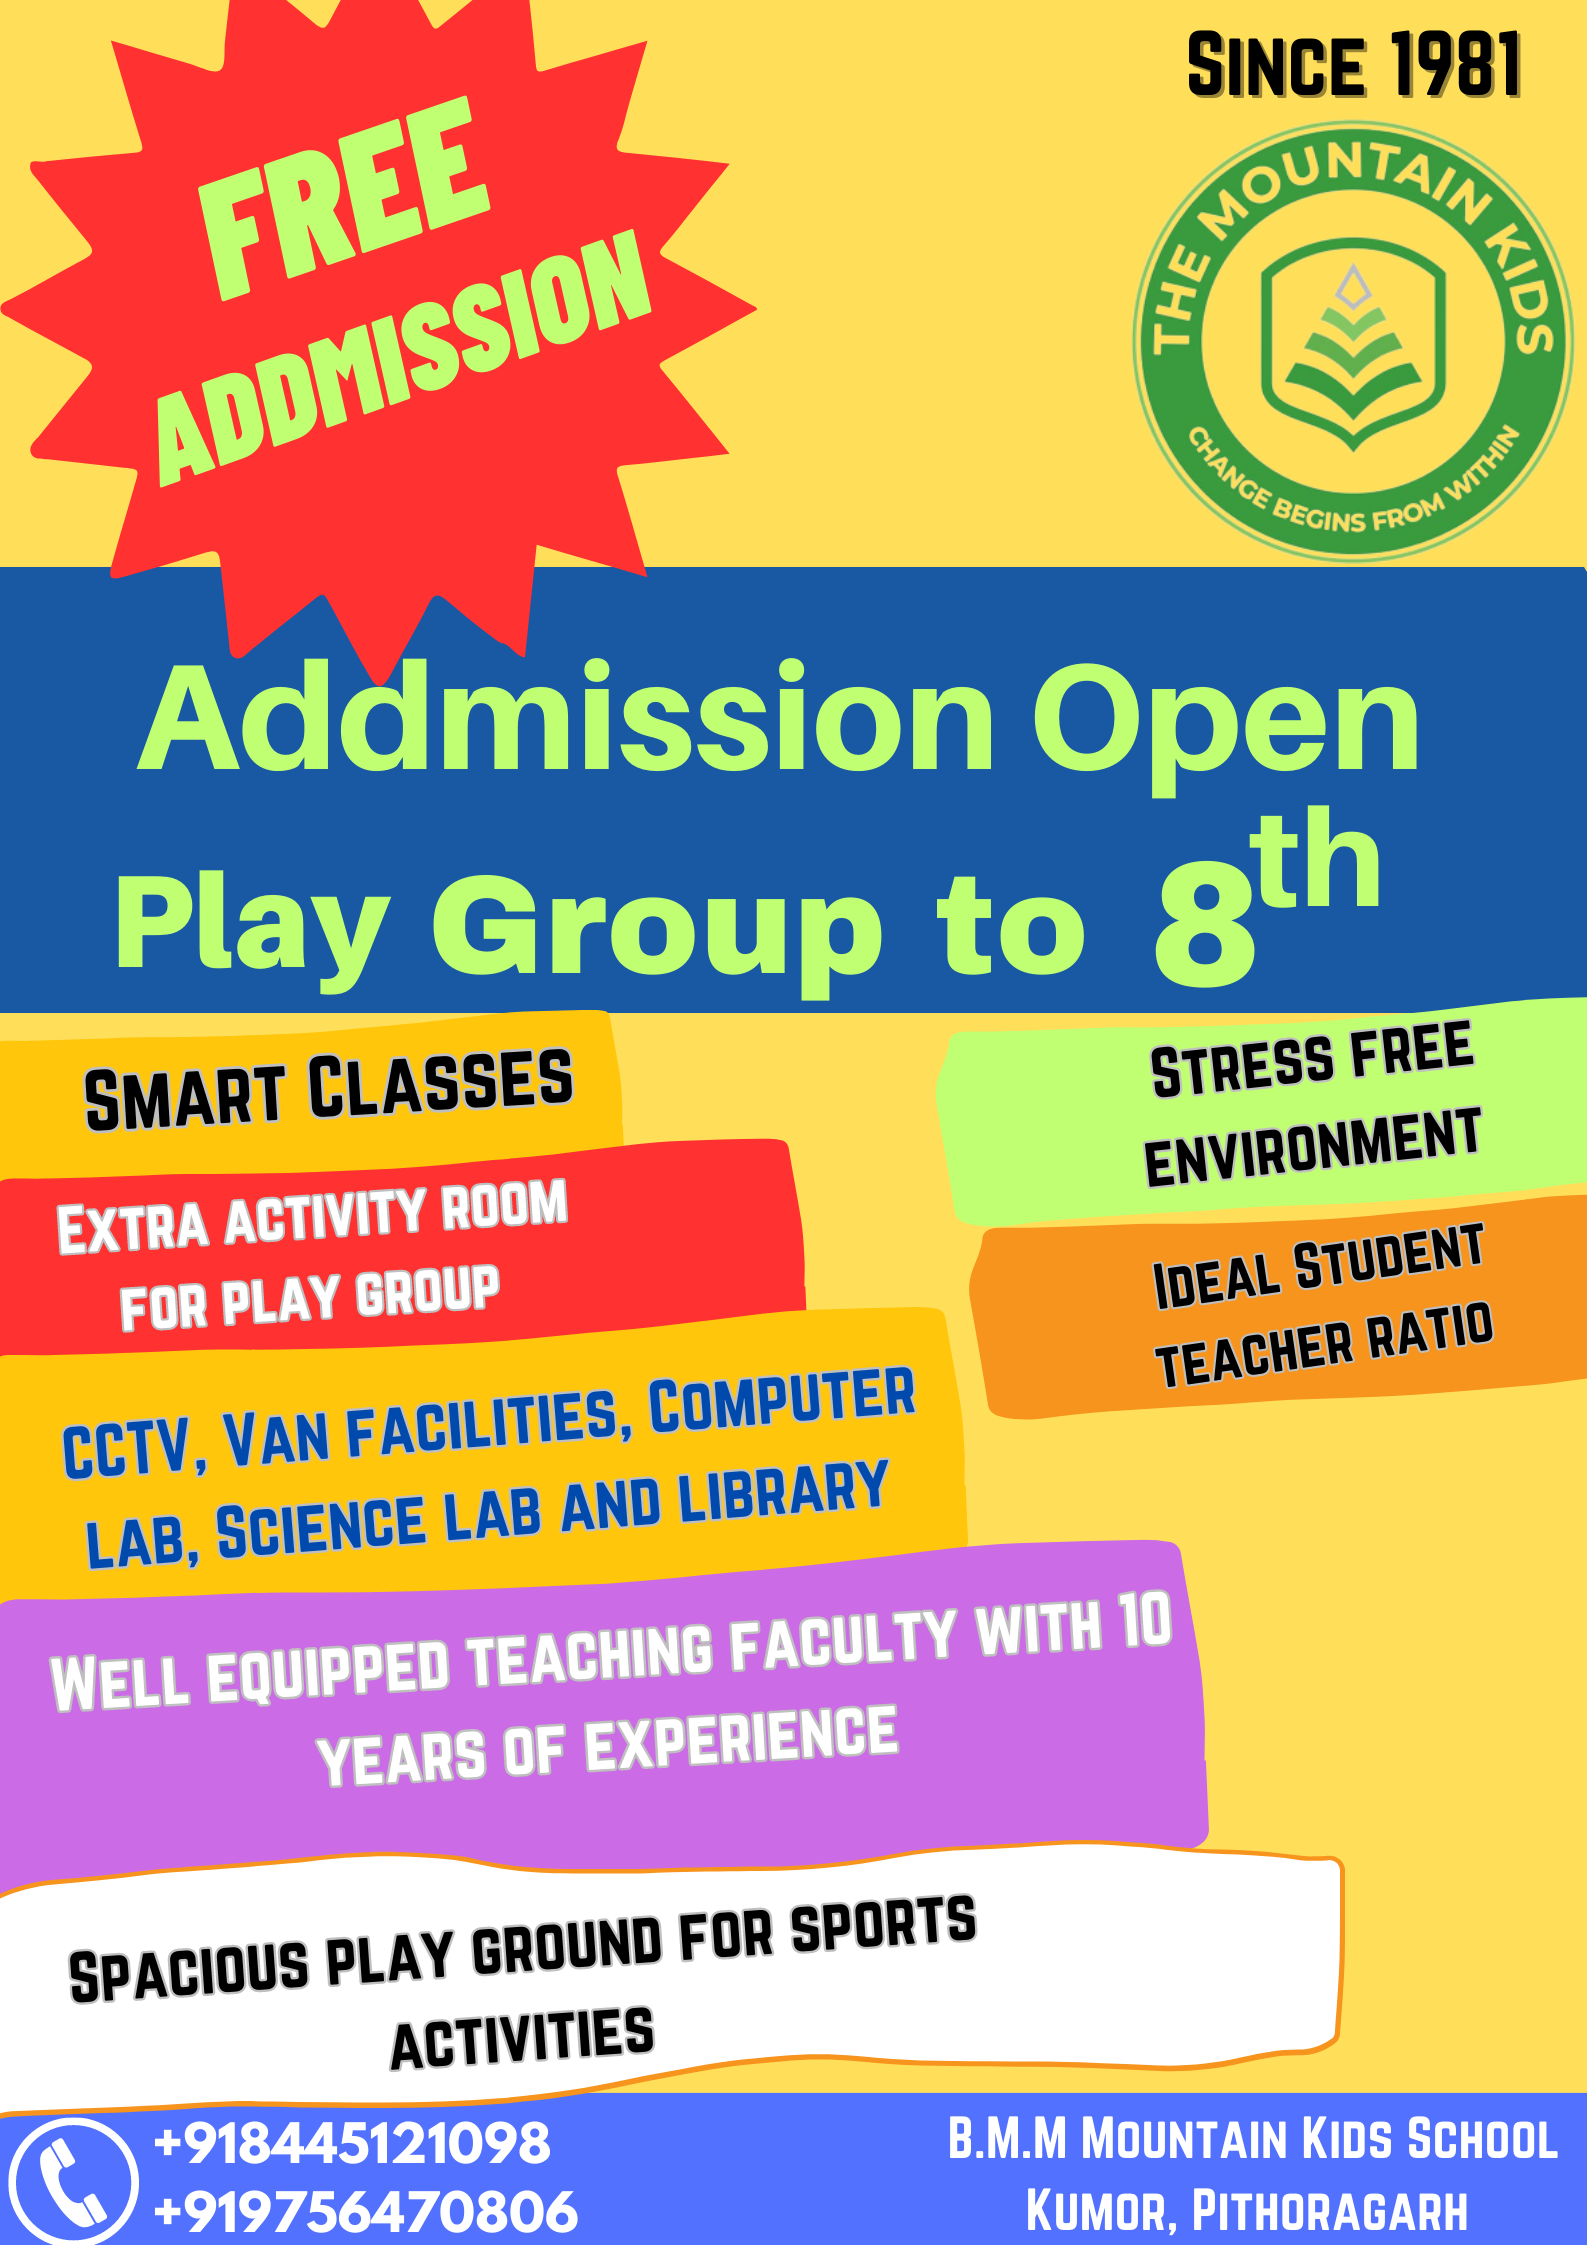 FREE
ADDMISSION
SINCE 1981
THE MOUNTAIN KIDS
CHANGE BEGINS FROM WITHIN
Addmission Open
Play Group to 8th
SMART CLASSES
EXTRA ACTIVITY ROOM
FOR PLAY GROUP
CCTV, VAN FACILITIES, COMPUTER
LAB, SCIENCE LAB AND LIBRARY
WELL EQUIPPED TEACHING FACULTY WITH 10
YEARS OF EXPERIENCE
SPACIOUS PLAY GROUND FOR SPORTS
ACTIVITIES
STRESS FREE
ENVIRONMENT
IDEAL STUDENT
TEACHER RATIO
+918445121098
+919756470806
B.M.M MOUNTAIN KIDS SCHOOL
KUMOR, PITHORAGARH